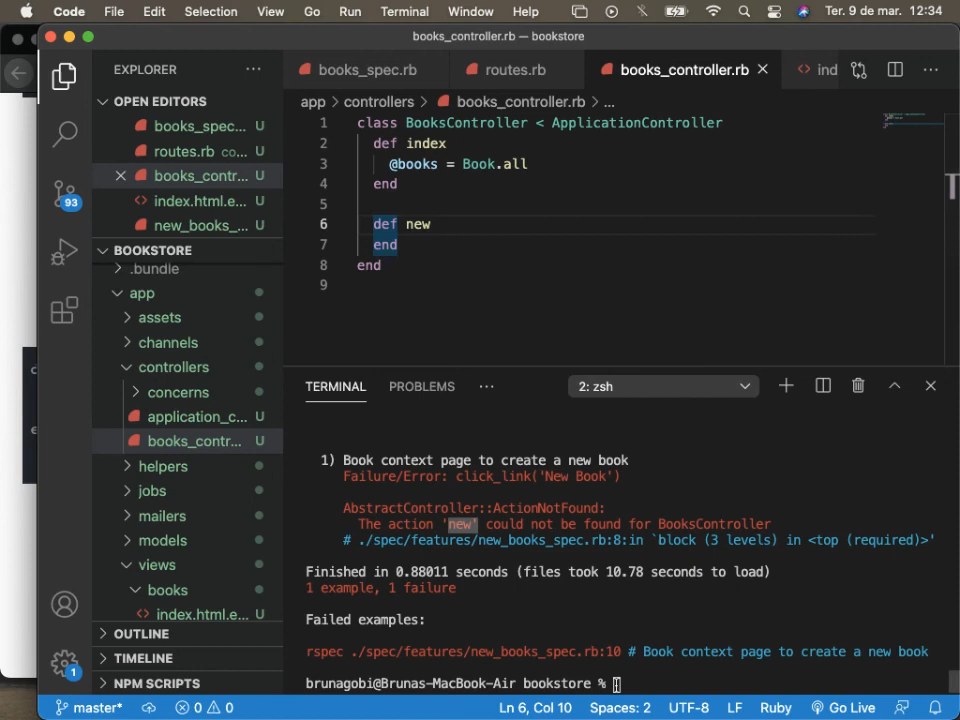 Code File Edit Selection View Go Run Terminal Window Help Ter. 9 de mar. 12:34
books_controller.rb — bookstore
EXPLORER
books_spec.rb routes.rb books_controller.rb ind
OPEN EDITORS
books_spec... U
routes.rb co... U
books_contr... U
index.html.e... U
new_books_... U
app > controllers > books_controller.rb > ...
1 class BooksController < ApplicationController
2 def index
3 @books = Book.all
4 end
5
6 def new
7 end
8 end
9
BOOKSTORE
.bundle
app
assets
channels
controllers
concerns
application_c... U
books_contr... U
helpers
jobs
mailers
models
views
books
index.html.e... U
OUTLINE
TIMELINE
NPM SCRIPTS
93
1
TERMINAL PROBLEMS ... 2: zsh
1) Book context page to create a new book
Failure/Error: click_link('New Book')
AbstractController::ActionNotFound:
The action 'new' could not be found for BooksController
# ./spec/features/new_books_spec.rb:8:in `block (3 levels) in <top (required)>'
Finished in 0.88011 seconds (files took 10.78 seconds to load)
1 example, 1 failure
Failed examples:
rspec ./spec/features/new_books_spec.rb:10 # Book context page to create a new book
brunagobi@Brunas-MacBook-Air bookstore %
master* 0 0 Ln 6, Col 10 Spaces: 2 UTF-8 LF Ruby Go Live